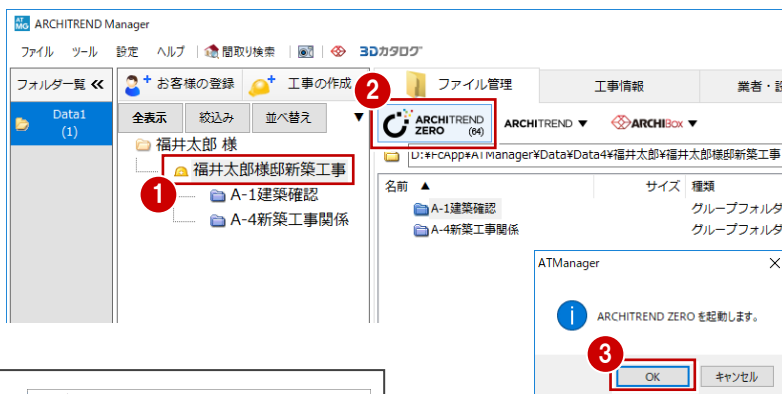 ARCHITREND Manager
ファイル ツール 設定 ヘルプ 間取り検索 3Dカタログ
フォルダ一覧 ≪
Data1
(1)
お客様の登録 工事の作成
全表示 絞込み 並べ替え ▼
福井太郎 様
福井太郎様邸新築工事
A-1建築確認
A-4新築工事関係
1
2
ファイル管理 工事情報 業者・
ARCHITREND
ZERO (64)
ARCHITREND ▼ ARCHIBox ▼
D:¥FcApp¥ATManager¥Data¥Data4¥福井太郎¥福井太郎様邸新築工事
名前 ▲ サイズ 種類
A-1建築確認 グループフォルダ
A-4新築工事関係 グループフォルダ
ATManager ×
ARCHITREND ZERO を起動します。
3
OK キャンセル